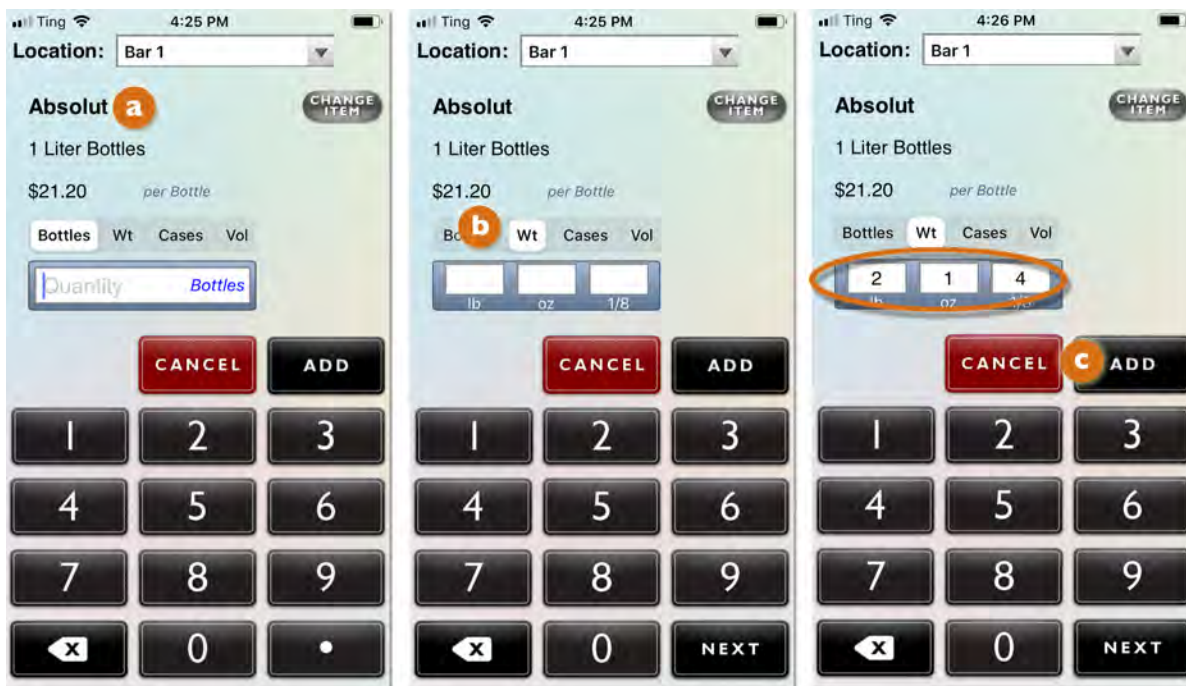 Ting 4:25 PM
Location: Bar 1
Absolut a CHANGE ITEM
1 Liter Bottles
$21.20 per Bottle
Bottles Wt Cases Vol
Quantity Bottles
CANCEL ADD
1 2 3
4 5 6
7 8 9
X 0 •
Ting 4:25 PM
Location: Bar 1
Absolut CHANGE ITEM
1 Liter Bottles
$21.20 per Bottle
b Wt Cases Vol
lb oz 1/8
CANCEL ADD
1 2 3
4 5 6
7 8 9
X 0 NEXT
Ting 4:26 PM
Location: Bar 1
Absolut CHANGE ITEM
1 Liter Bottles
$21.20 per Bottle
Bottles Wt Cases Vol
2 1 4
lb oz 1/8
CANCEL c ADD
1 2 3
4 5 6
7 8 9
X 0 NEXT